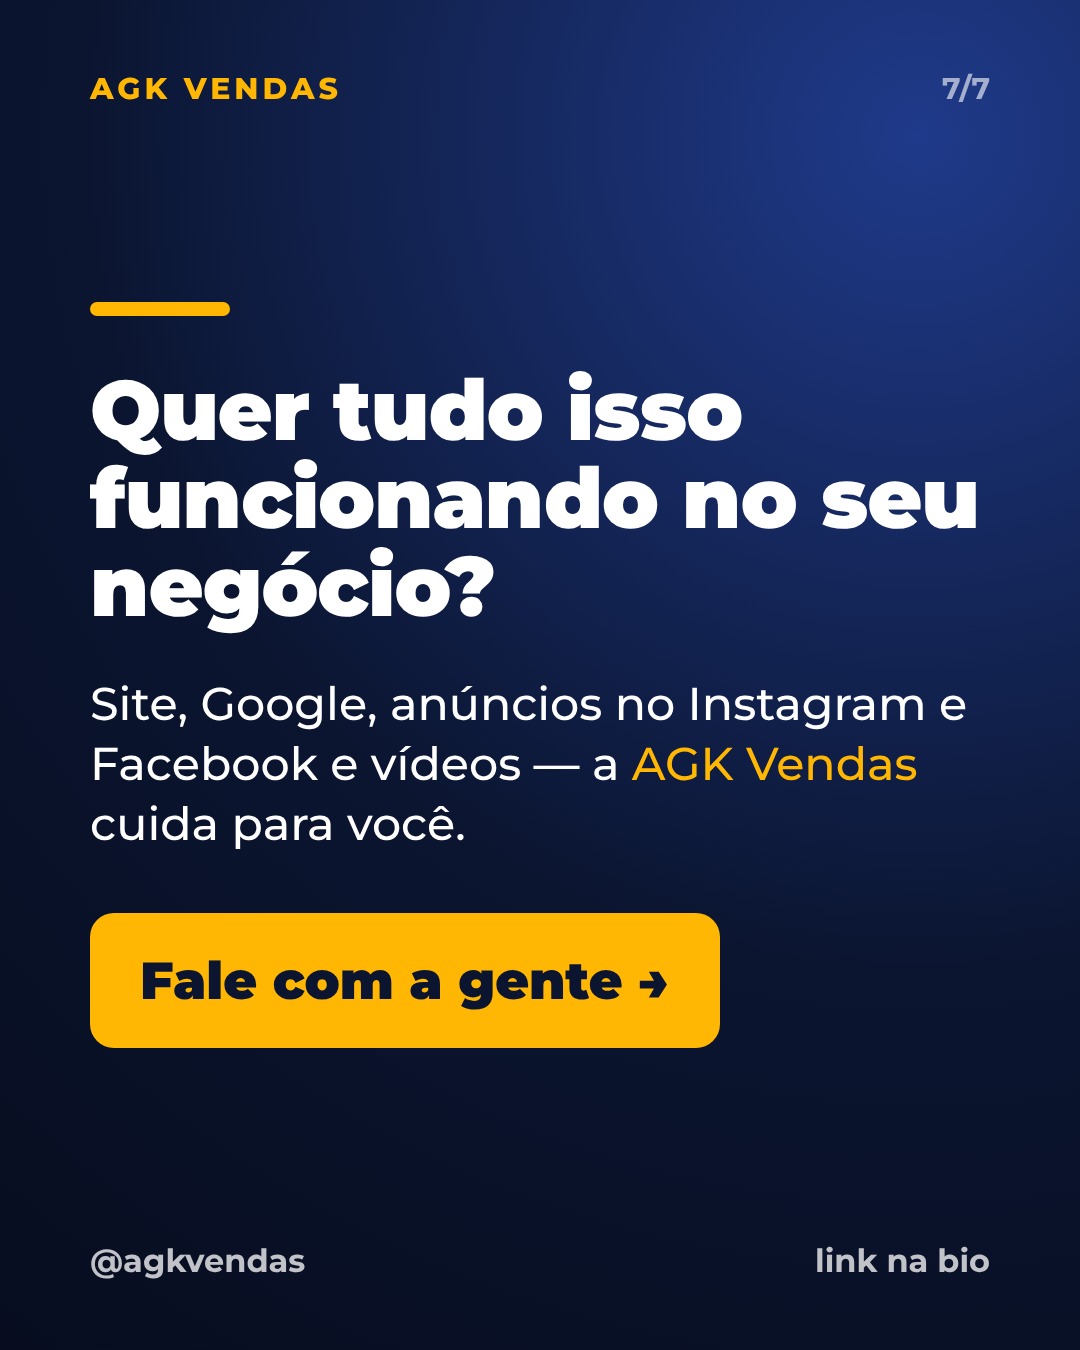 AGK VENDAS
7/7
Quer tudo isso
funcionando no seu
negócio?
Site, Google, anúncios no Instagram e
Facebook e vídeos — a AGK Vendas
cuida para você.
Fale com a gente →
@agkvendas
link na bio